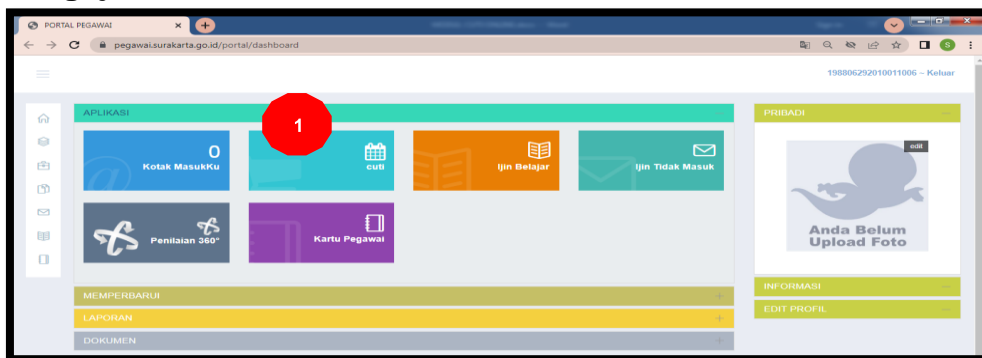 PORTAL PEGAWAI
pegawai.surakarta.go.id/portal/dashboard
S
198806292010011006 – Keluar
APLIKASI
1
0
Kotak MasukKu
cuti
Ijin Belajar
Ijin Tidak Masuk
Penilaian 360°
Kartu Pegawai
MEMPERBARUI
LAPORAN
DOKUMEN
PRIBADI
edit
Anda Belum
Upload Foto
INFORMASI
EDIT PROFIL